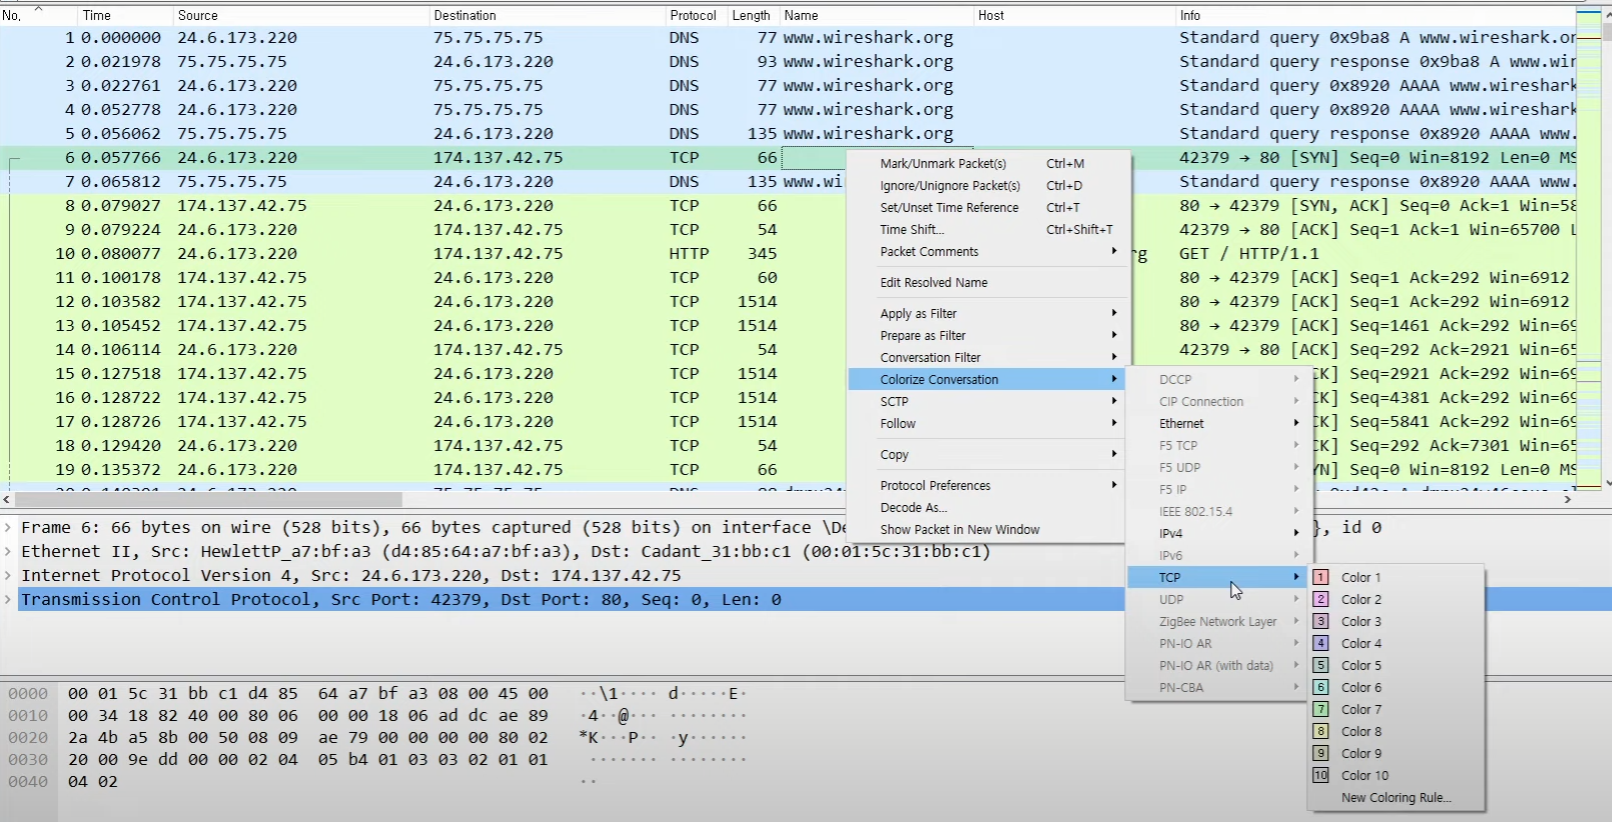 No. Time Source Destination Protocol Length Name Host Info
1 0.000000 24.6.173.220 75.75.75.75 DNS 77 www.wireshark.org Standard query 0x9ba8 A www.wireshark.or
2 0.021978 75.75.75.75 24.6.173.220 DNS 93 www.wireshark.org Standard query response 0x9ba8 A www.wir
3 0.022761 24.6.173.220 75.75.75.75 DNS 77 www.wireshark.org Standard query 0x8920 AAAA www.wireshark
4 0.052778 24.6.173.220 75.75.75.75 DNS 77 www.wireshark.org Standard query 0x8920 AAAA www.wireshark
5 0.056062 75.75.75.75 24.6.173.220 DNS 135 www.wireshark.org Standard query response 0x8920 AAAA www.
6 0.057766 24.6.173.220 174.137.42.75 TCP 66 42379 → 80 [SYN] Seq=0 Win=8192 Len=0 MS
7 0.065812 75.75.75.75 24.6.173.220 DNS 135 www.wi Standard query response 0x8920 AAAA www.
8 0.079027 174.137.42.75 24.6.173.220 TCP 66 80 → 42379 [SYN, ACK] Seq=0 Ack=1 Win=58
9 0.079224 24.6.173.220 174.137.42.75 TCP 54 42379 → 80 [ACK] Seq=1 Ack=1 Win=65700 L
10 0.080077 24.6.173.220 174.137.42.75 HTTP 345 rg GET / HTTP/1.1
11 0.100178 174.137.42.75 24.6.173.220 TCP 60 80 → 42379 [ACK] Seq=1 Ack=292 Win=6912
12 0.103582 174.137.42.75 24.6.173.220 TCP 1514 80 → 42379 [ACK] Seq=1 Ack=292 Win=6912
13 0.105452 174.137.42.75 24.6.173.220 TCP 1514 80 → 42379 [ACK] Seq=1461 Ack=292 Win=69
14 0.106114 24.6.173.220 174.137.42.75 TCP 54 42379 → 80 [ACK] Seq=292 Ack=2921 Win=65
15 0.127518 174.137.42.75 24.6.173.220 TCP 1514 CK] Seq=2921 Ack=292 Win=69
16 0.128722 174.137.42.75 24.6.173.220 TCP 1514 CK] Seq=4381 Ack=292 Win=69
17 0.128726 174.137.42.75 24.6.173.220 TCP 1514 CK] Seq=5841 Ack=292 Win=69
18 0.129420 24.6.173.220 174.137.42.75 TCP 54 CK] Seq=292 Ack=7301 Win=65
19 0.135372 24.6.173.220 174.137.42.75 TCP 66 YN] Seq=0 Win=8192 Len=0 MS
Mark/Unmark Packet(s) Ctrl+M
Ignore/Unignore Packet(s) Ctrl+D
Set/Unset Time Reference Ctrl+T
Time Shift... Ctrl+Shift+T
Packet Comments
Edit Resolved Name
Apply as Filter
Prepare as Filter
Conversation Filter
Colorize Conversation
SCTP
Follow
Copy
Protocol Preferences
Decode As...
Show Packet in New Window
DCCP
CIP Connection
Ethernet
F5 TCP
F5 UDP
F5 IP
IEEE 802.15.4
IPv4
IPv6
TCP
UDP
ZigBee Network Layer
PN-IO AR
PN-IO AR (with data)
PN-CBA
1 Color 1
2 Color 2
3 Color 3
4 Color 4
5 Color 5
6 Color 6
7 Color 7
8 Color 8
9 Color 9
10 Color 10
New Coloring Rule...
Frame 6: 66 bytes on wire (528 bits), 66 bytes captured (528 bits) on interface \De }, id 0
Ethernet II, Src: HewlettP_a7:bf:a3 (d4:85:64:a7:bf:a3), Dst: Cadant_31:bb:c1 (00:01:5c:31:bb:c1)
Internet Protocol Version 4, Src: 24.6.173.220, Dst: 174.137.42.75
Transmission Control Protocol, Src Port: 42379, Dst Port: 80, Seq: 0, Len: 0
0000 00 01 5c 31 bb c1 d4 85 64 a7 bf a3 08 00 45 00 ··\1···· d·····E·
0010 00 34 18 82 40 00 80 06 00 00 18 06 ad dc ae 89 ·4··@··· ········
0020 2a 4b a5 8b 00 50 08 09 ae 79 00 00 00 00 80 02 *K···P·· ·y······
0030 20 00 9e dd 00 00 02 04 05 b4 01 03 03 02 01 01 ······· ········
0040 04 02 ··